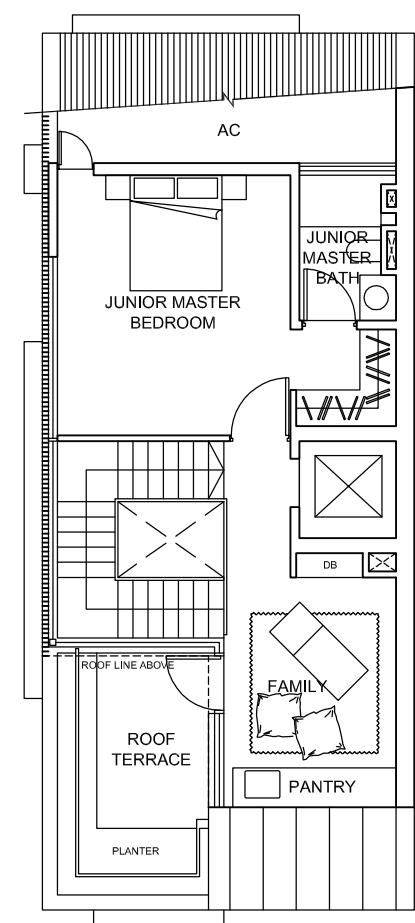 AC
JUNIOR
MASTER
BATH
JUNIOR MASTER
BEDROOM
DB
ROOF LINE ABOVE
FAMILY
ROOF
TERRACE
PANTRY
PLANTER